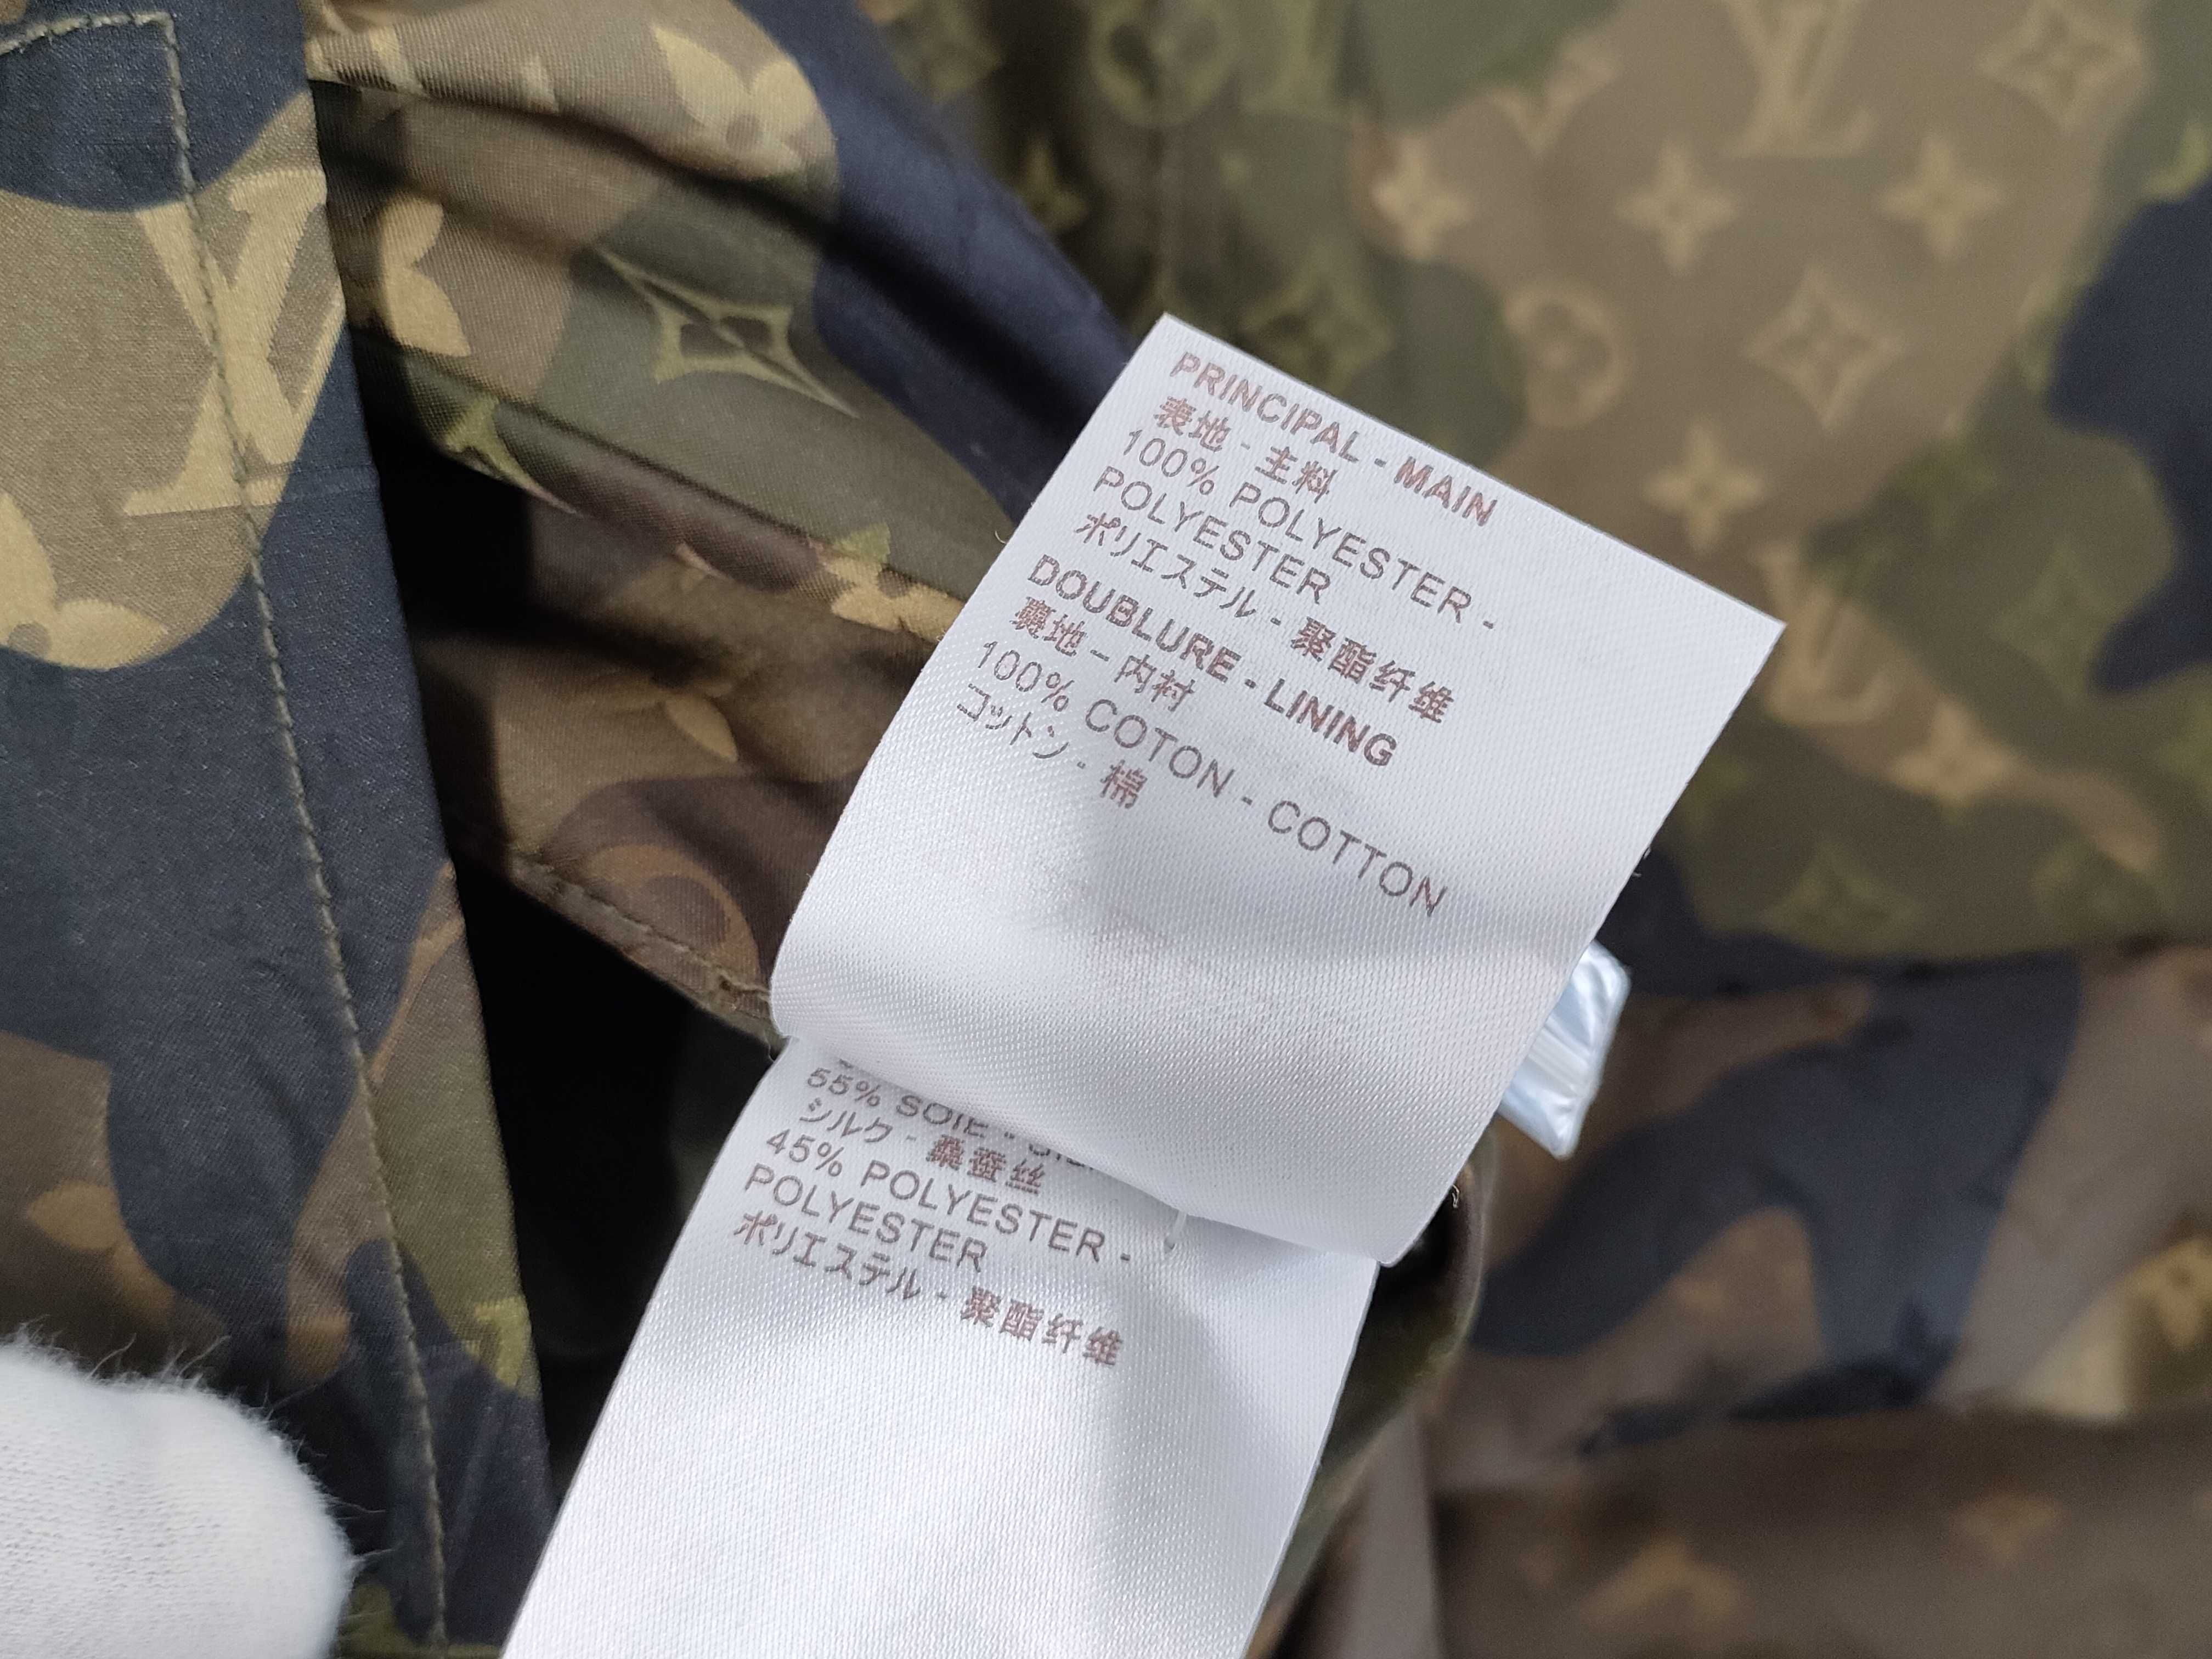 PRINCIPAL - MAIN
表地 - 主料
100% POLYESTER -
POLYESTER
ポリエステル - 聚酯纤维
DOUBLURE - LINING
裏地 - 内衬
100% COTON - COTTON
コットン - 棉
55% SOIE -
シルク - 桑蚕丝
45% POLYESTER -
POLYESTER
ポリエステル - 聚酯纤维